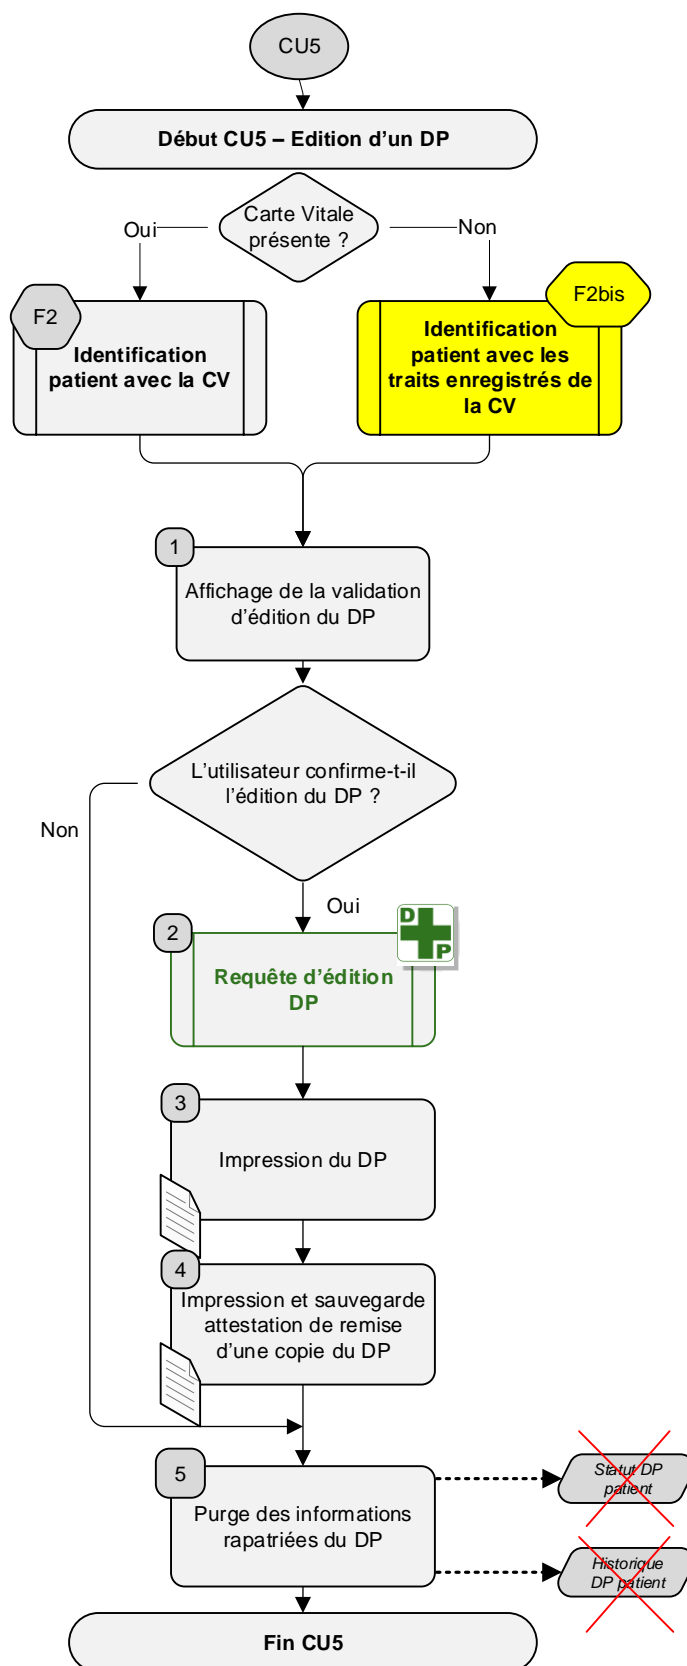 CU5
Début CU5 – Edition d’un DP
Carte Vitale
présente ?
Oui
Non
F2
Identification
patient avec la CV
F2bis
Identification
patient avec les
traits enregistrés de
la CV
1
Affichage de la validation
d’édition du DP
L’utilisateur confirme-t-il
l’édition du DP ?
Non
Oui
2
D
P
Requête d’édition
DP
3
Impression du DP
4
Impression et sauvegarde
attestation de remise
d’une copie du DP
5
Purge des informations
rapatriées du DP
Statut DP
patient
Historique
DP patient
Fin CU5